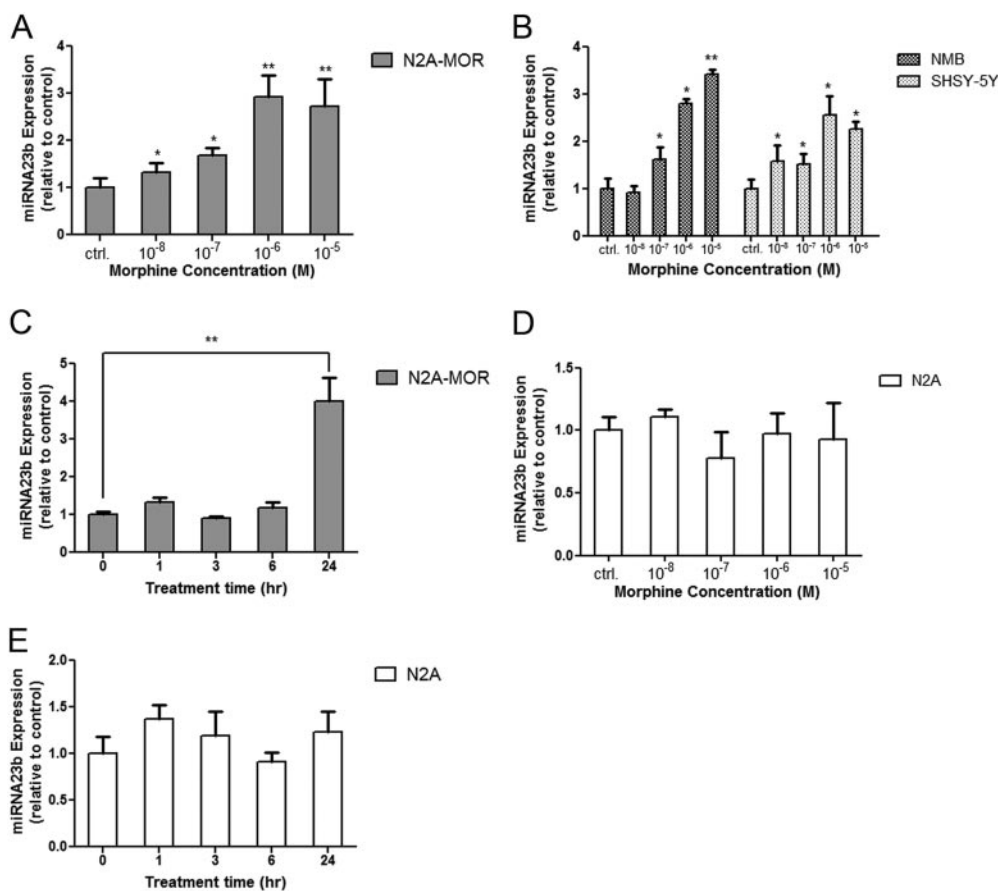 A
miRNA23b Expression
(relative to control)
4
3
2
1
0
*
*
**
**
ctrl.
10-8
10-7
10-6
10-5
Morphine Concentration (M)
N2A-MOR
B
miRNA23b Expression
(relative to control)
4
3
2
1
0
*
*
**
*
*
*
*
ctrl.
10-8
10-7
10-6
10-5
ctrl.
10-8
10-7
10-6
10-5
Morphine Concentration (M)
NMB
SHSY-5Y
C
miRNA23b Expression
(relative to control)
5
4
3
2
1
0
**
0
1
3
6
24
Treatment time (hr)
N2A-MOR
D
miRNA23b Expression
(relative to control)
1.5
1.0
0.5
0.0
ctrl.
10-8
10-7
10-6
10-5
Morphine Concentration (M)
N2A
E
miRNA23b Expression
(relative to control)
2.0
1.5
1.0
0.5
0.0
0
1
3
6
24
Treatment time (hr)
N2A